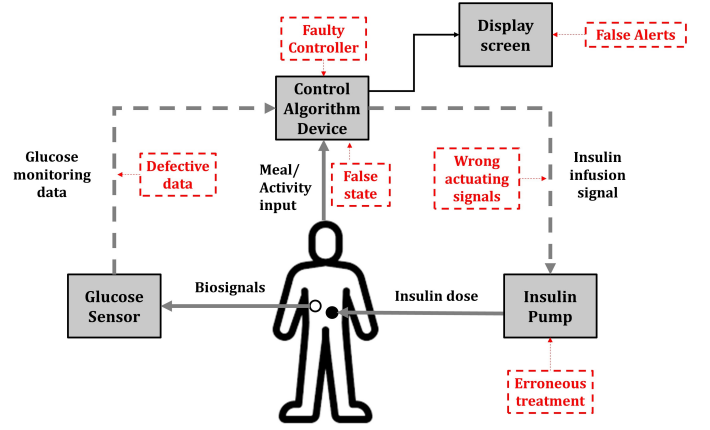 Faulty
Controller
Display
screen
False Alerts
Control
Algorithm
Device
Glucose
monitoring
data
Defective
data
Meal/
Activity
input
False
state
Wrong
actuating
signals
Insulin
infusion
signal
Glucose
Sensor
Biosignals
Insulin dose
Insulin
Pump
Erroneous
treatment